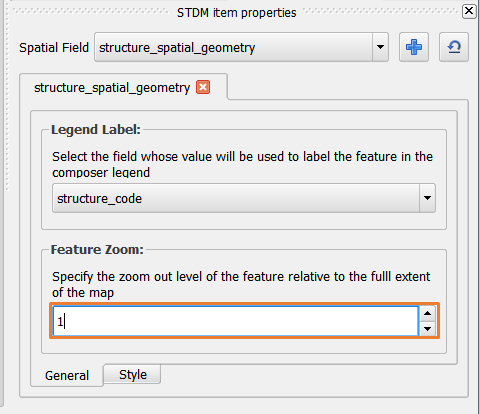 STDM item properties
Spatial Field structure_spatial_geometry
structure_spatial_geometry
Legend Label:
Select the field whose value will be used to label the feature in the
composer legend
structure_code
Feature Zoom:
Specify the zoom out level of the feature relative to the fulll extent
of the map
1
General Style